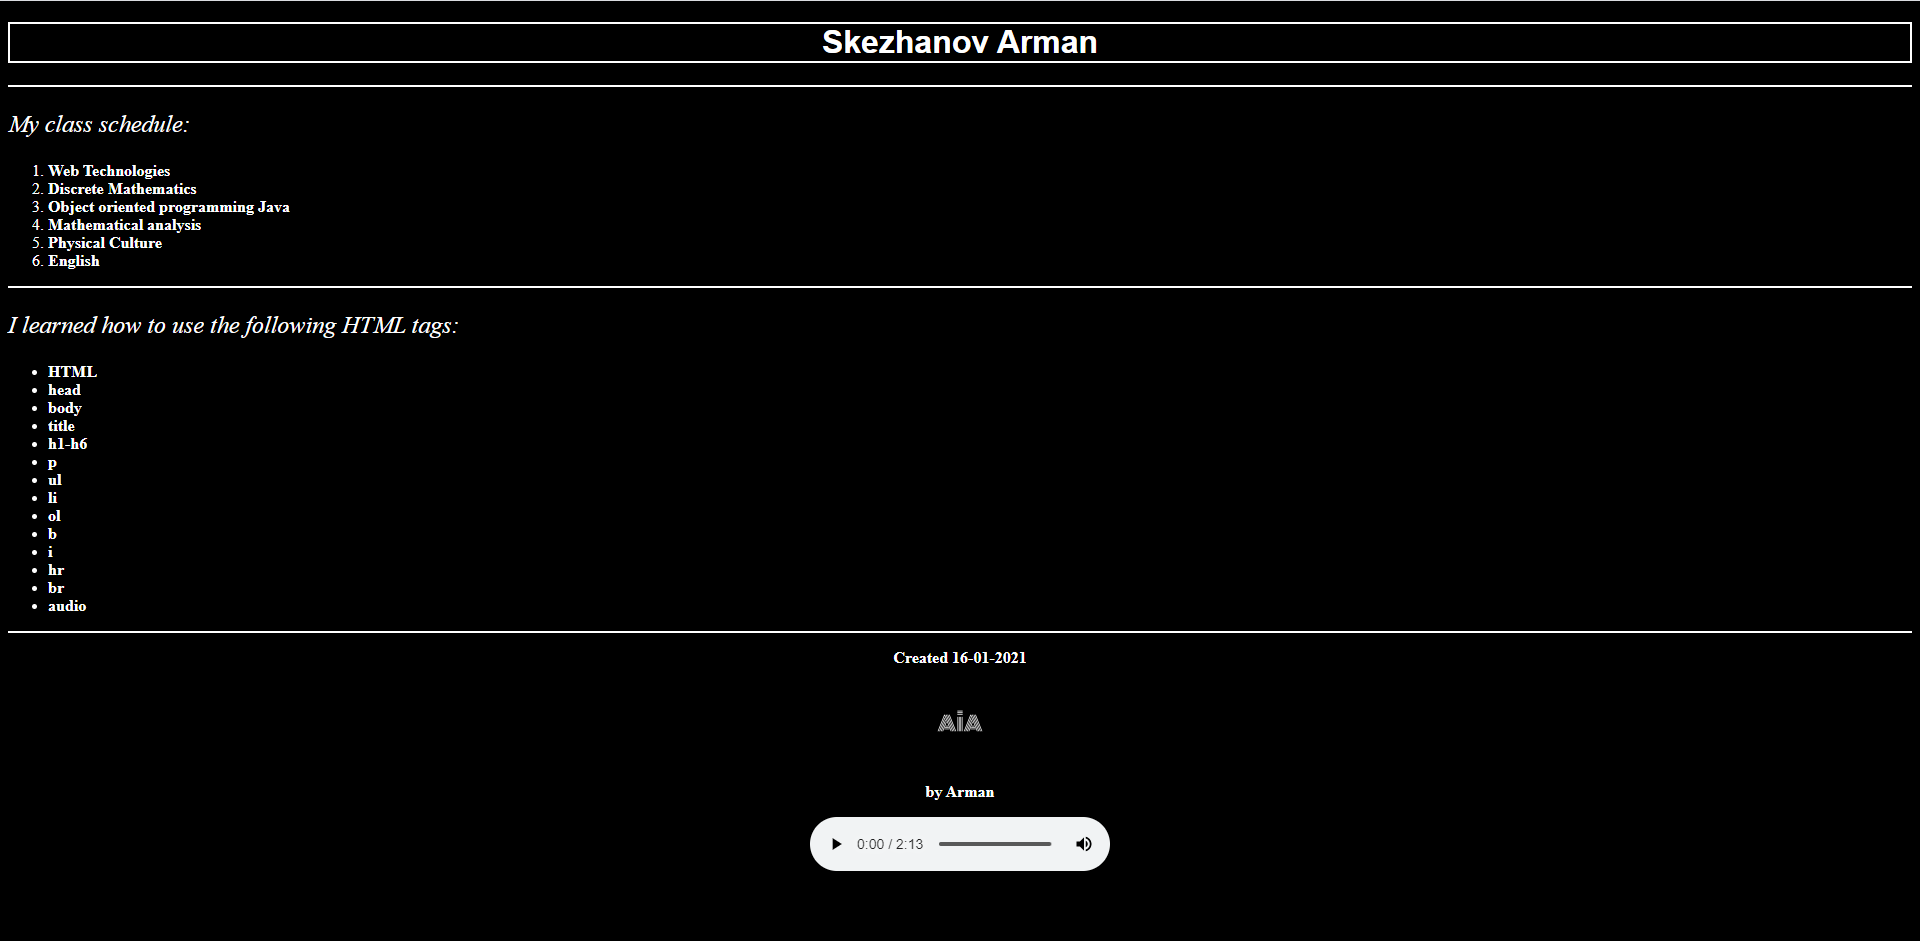 Skezhanov Arman
My class schedule:
1. Web Technologies
2. Discrete Mathematics
3. Object oriented programming Java
4. Mathematical analysis
5. Physical Culture
6. English
I learned how to use the following HTML tags:
• HTML
• head
• body
• title
• h1-h6
• p
• ul
• li
• ol
• b
• i
• hr
• br
• audio
Created 16-01-2021
AiA
by Arman
0:00 / 2:13